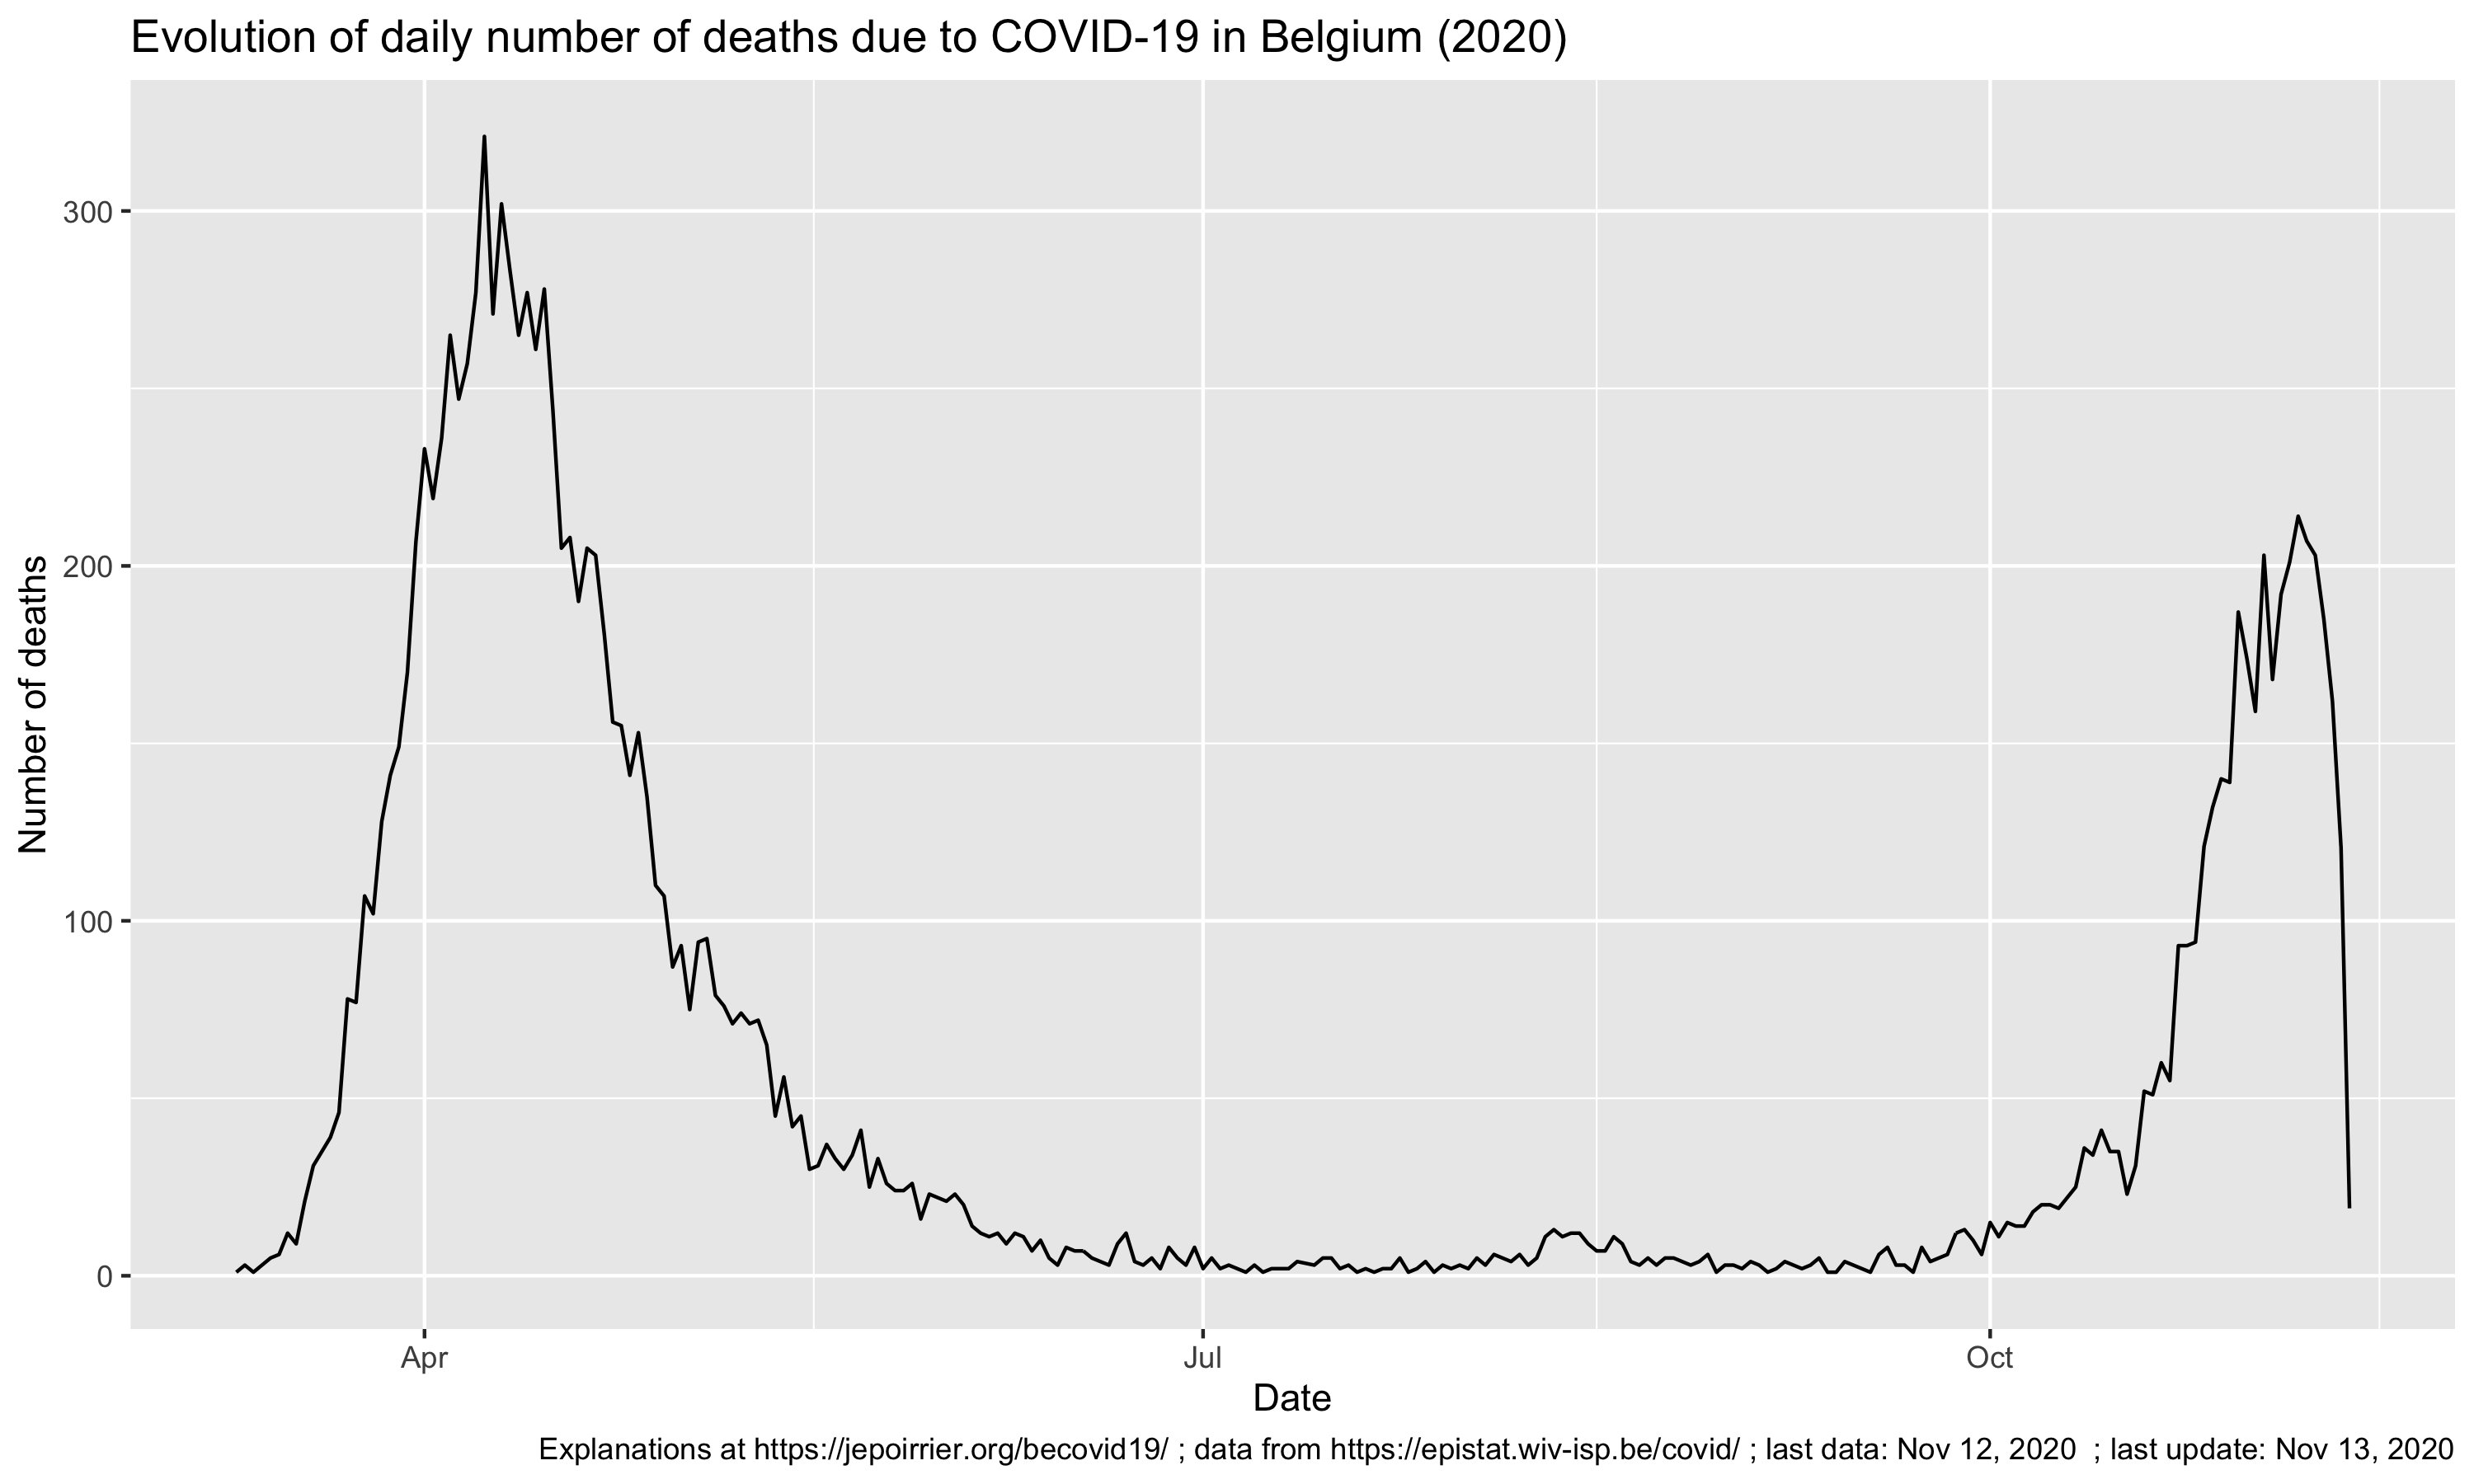 Evolution of daily number of deaths due to COVID-19 in Belgium (2020)
Number of deaths
300
200
100
0
Apr
Jul
Oct
Date
Explanations at https://jepoirrier.org/becovid19/ ; data from https://epistat.wiv-isp.be/covid/ ; last data: Nov 12, 2020  ; last update: Nov 13, 2020